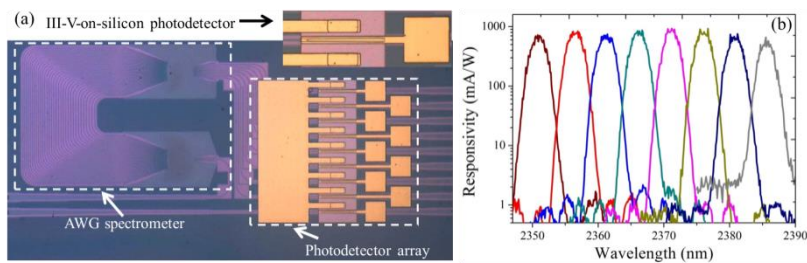 (a) III-V-on-silicon photodetector
AWG spectrometer
Photodetector array
(b)
Responsivity (mA/W)
1000
100
10
1
2350 2360 2370 2380 2390
Wavelength (nm)